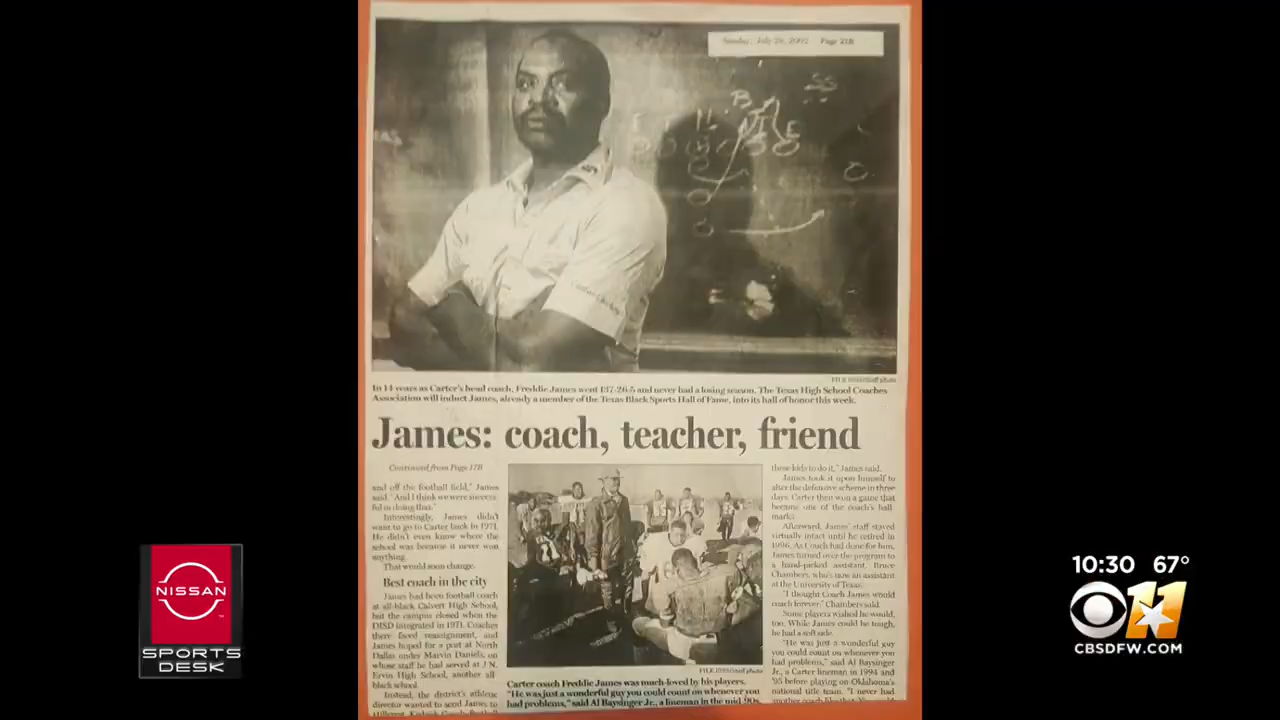 Sunday, July 28, 2002 Page 21B
In 14 years as Carter's head coach, Freddie James went 137-26-5 and never had a losing season. The Texas High School Coaches
Association will induct James, already a member of the Texas Black Sports Hall of Fame, into its hall of honor this week.
James: coach, teacher, friend
Continued from Page 17B
and off the football field," James
said. "And I think we were success-
ful in doing that."
Interestingly, James didn't
want to go to Carter back in 1971.
He didn't even know where the
school was because it never won
anything.
That would soon change.
Best coach in the city
James had been football coach
at all-black Calvert High School,
but the campus closed when the
DISD integrated in 1971. Coaches
there faced reassignment, and
James hoped for a post at North
Dallas under Marvin Daniels, on
whose staff he had served at J.N.
Ervin High School, another all-
black school.
Instead, the district's athletic
director wanted to send James to
Carter coach Freddie James was much-loved by his players.
"He was just a wonderful guy you could count on whenever you
had problems," said Al Baysinger Jr., a lineman in the mid '90s.
those kids to do it," James said.
James took it upon himself to
alter the defensive scheme in three
days. Carter then won a game that
became one of the coach's hall-
marks.
Afterward, James' staff stayed
virtually intact until he retired in
1996. As Couch had done for him,
James turned over the program to
a hand-packed assistant, Bruce
Chambers, who's now an assistant
at the University of Texas.
"I thought Coach James would
coach forever," Chambers said.
Some players wished he would,
too. While James could be tough,
he had a soft side.
"He was just a wonderful guy
you could count on whenever you
had problems," said Al Baysinger
Jr., a Carter lineman in 1994 and
'95 before playing on Oklahoma's
national title team. "I never had
NISSAN
SPORTS
DESK
10:30 67°
11
CBSDFW.COM